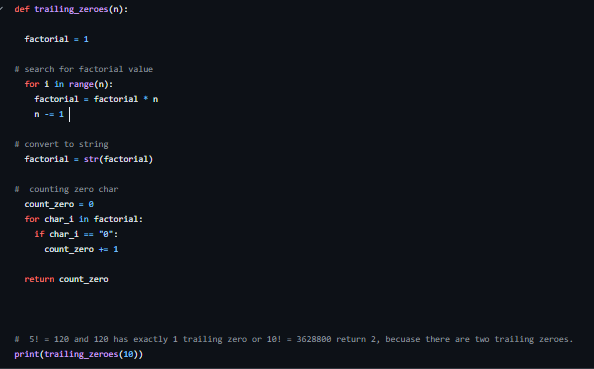 def trailing_zeroes(n):
factorial = 1
# search for factorial value
for i in range(n):
factorial = factorial * n
n -= 1
# convert to string
factorial = str(factorial)
#  counting zero char
count_zero = 0
for char_i in factorial:
if char_i == "0":
count_zero += 1
return count_zero
#  5! = 120 and 120 has exactly 1 trailing zero or 10! = 3628800 return 2, becuase there are two trailing zeroes.
print(trailing_zeroes(10))